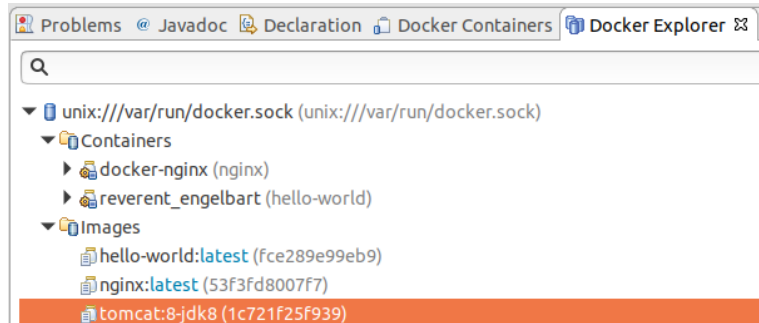 Problems @ Javadoc Declaration Docker Containers Docker Explorer
unix:///var/run/docker.sock (unix:///var/run/docker.sock)
Containers
docker-nginx (nginx)
reverent_engelbart (hello-world)
Images
hello-world:latest (fce289e99eb9)
nginx:latest (53f3fd8007f7)
tomcat:8-jdk8 (1c721f25f939)